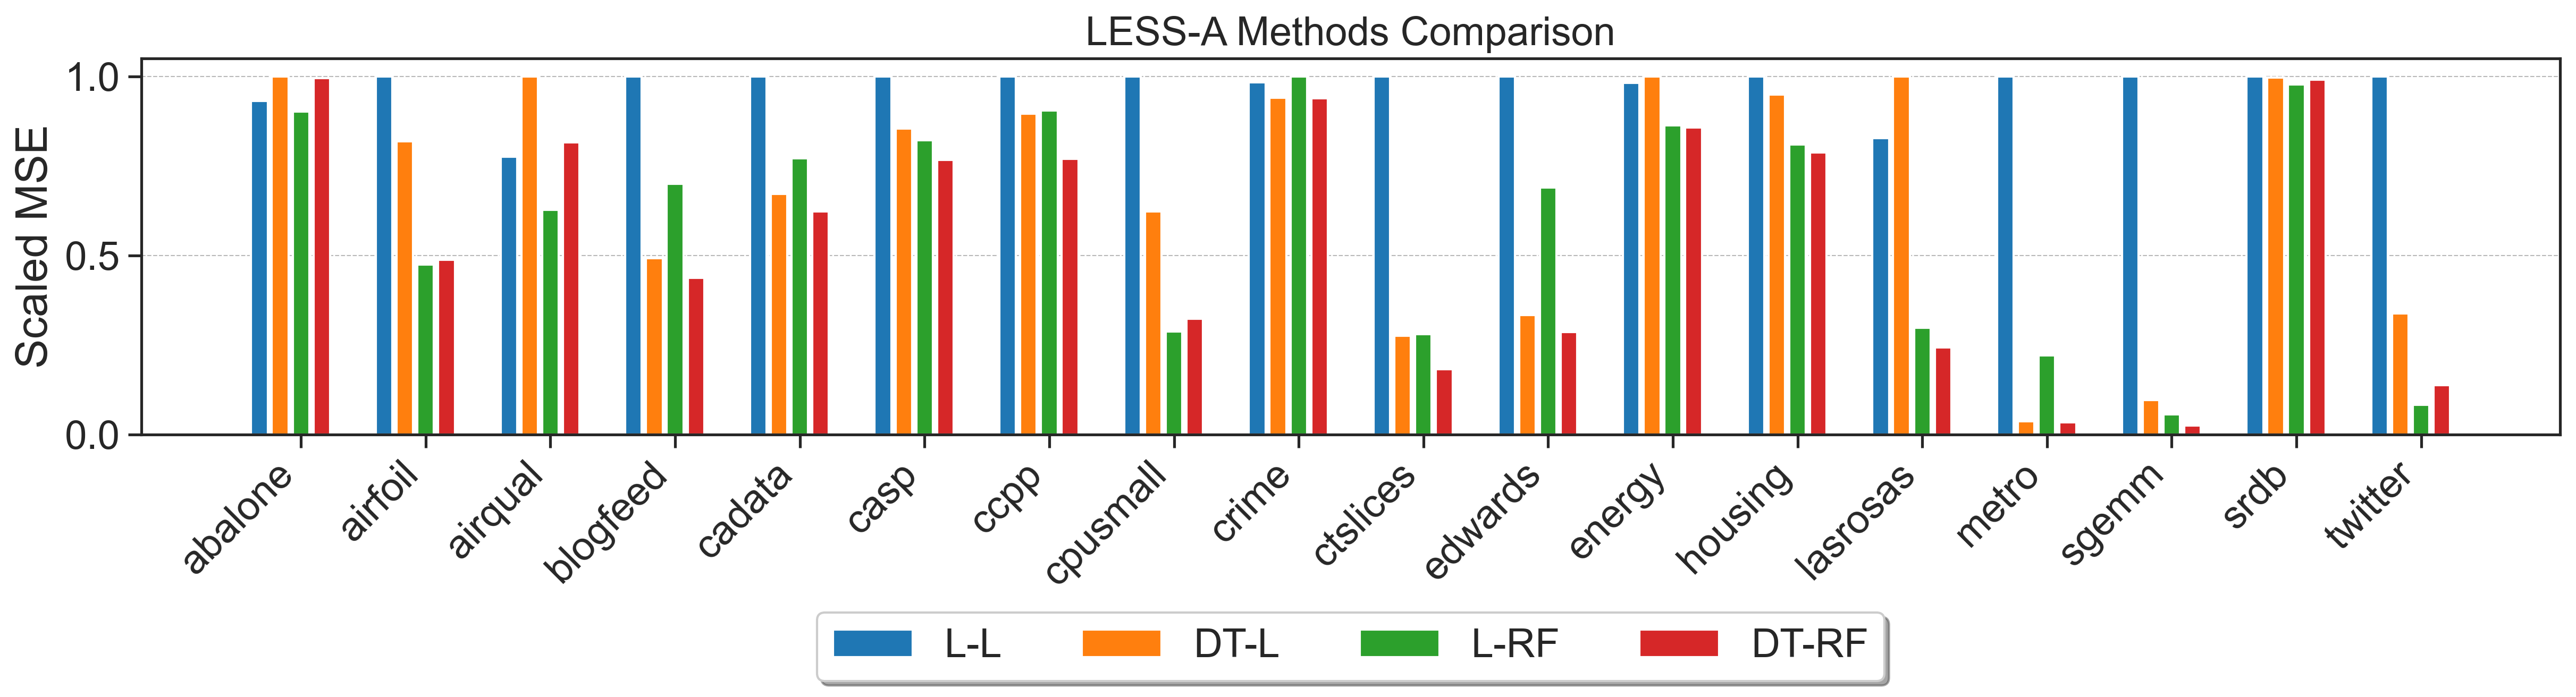 LESS-A Methods Comparison
Scaled MSE
1.0
0.5
0.0
abalone
airfoil
airqual
blogfeed
cadata
casp
ccpp
cpusmall
crime
ctslices
edwards
energy
housing
lasrosas
metro
sgemm
srdb
twitter
L-L DT-L L-RF DT-RF